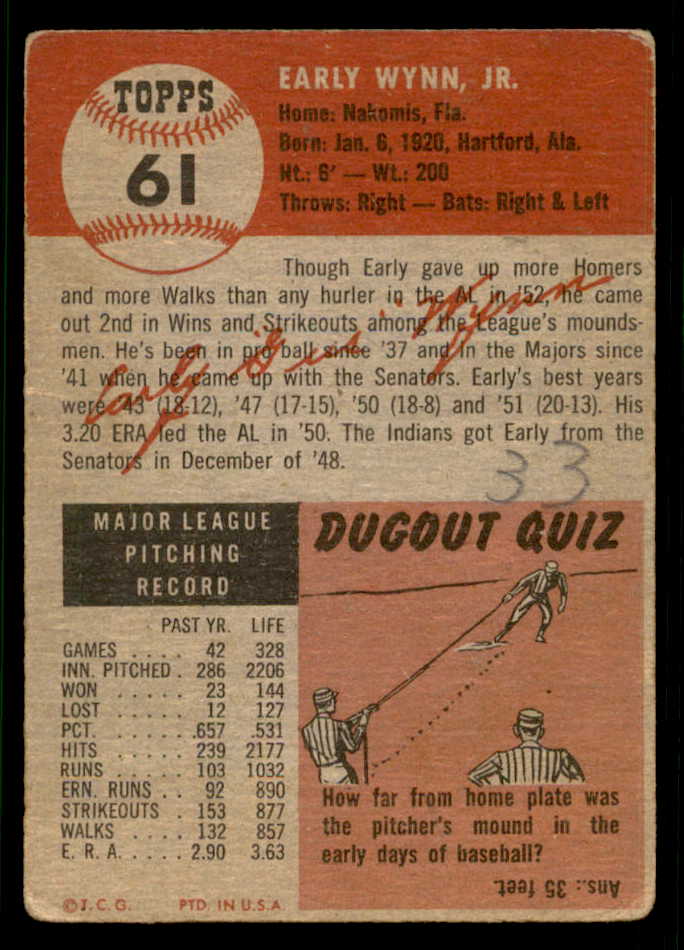 TOPPS
61
EARLY WYNN, JR.
Home: Nakomis, Fla.
Born: Jan. 6, 1920, Hartford, Ala.
Ht.: 6' — Wt.: 200
Throws: Right — Bats: Right & Left
Though Early gave up more Homers
and more Walks than any hurler in the AL in '52, he came
out 2nd in Wins and Strikeouts among the League's mounds-
men. He's been in pro ball since '37 and in the Majors since
'41 when he came up with the Senators. Early's best years
were '43 (18-12), '47 (17-15), '50 (18-8) and '51 (20-13). His
3.20 ERA led the AL in '50. The Indians got Early from the
Senators in December of '48.
Early "Gus" Wynn
33
MAJOR LEAGUE
PITCHING
RECORD
PAST YR. LIFE
GAMES .... 42 328
INN. PITCHED . 286 2206
WON ..... 23 144
LOST ..... 12 127
PCT. ..... .657 .531
HITS ..... 239 2177
RUNS .... 103 1032
ERN. RUNS .. 92 890
STRIKEOUTS . 153 877
WALKS .... 132 857
E. R. A. ..... 2.90 3.63
DUGOUT QUIZ
How far from home plate was
the pitcher's mound in the
early days of baseball?
Ans.: 35 feet.
© T. C. G. PTD. IN U.S.A.